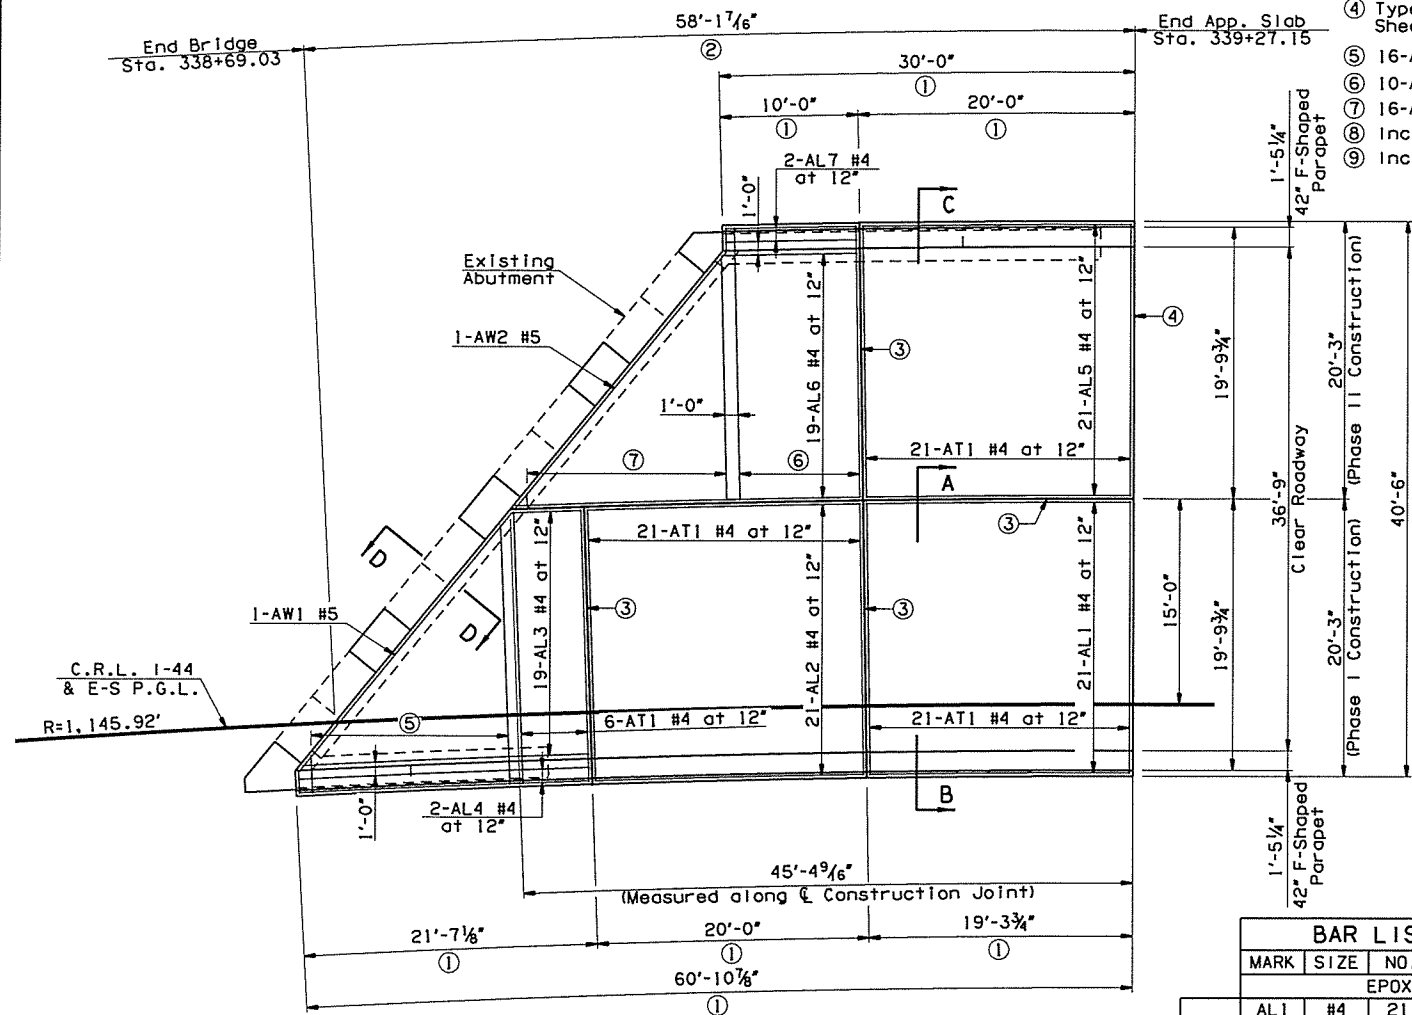 58'-1 7/16"
②
End Bridge
Sta. 338+69.03
End App. Slab
Sta. 339+27.15
④ Type
Shee
⑤ 16-A
⑥ 10-A
⑦ 16-A
⑧ Inc
⑨ Inc
30'-0"
①
10'-0"
①
20'-0"
①
2-AL7 #4
at 12"
1'-0"
C
1'-5 1/4"
42" F-Shaped
Parapet
Existing
Abutment
1-AW2 #5
19-AL6 #4 at 12"
③
21-AL5 #4 at 12"
④
19'-9 3/4"
20'-3"
(Phase II Construction)
1'-0"
⑦
⑥
21-AT1 #4 at 12"
A
③
36'-9"
Clear Roadway
40'-6"
D
D
21-AT1 #4 at 12"
19-AL3 #4 at 12"
③
21-AL2 #4 at 12"
③
21-AL1 #4 at 12"
15'-0"
19'-9 3/4"
20'-3"
(Phase I Construction)
1-AW1 #5
C.R.L. I-44
& E-S P.G.L.
R=1,145.92'
⑤
6-AT1 #4 at 12"
21-AT1 #4 at 12"
1'-0"
2-AL4 #4
at 12"
B
1'-5 1/4"
42" F-Shaped
Parapet
45'-4 9/16"
(Measured along ℄ Construction Joint)
21'-7 1/8"
①
20'-0"
①
19'-3 3/4"
①
60'-10 7/8"
①
BAR LIS
MARK SIZE NO.
EPOX
AL1 #4 21